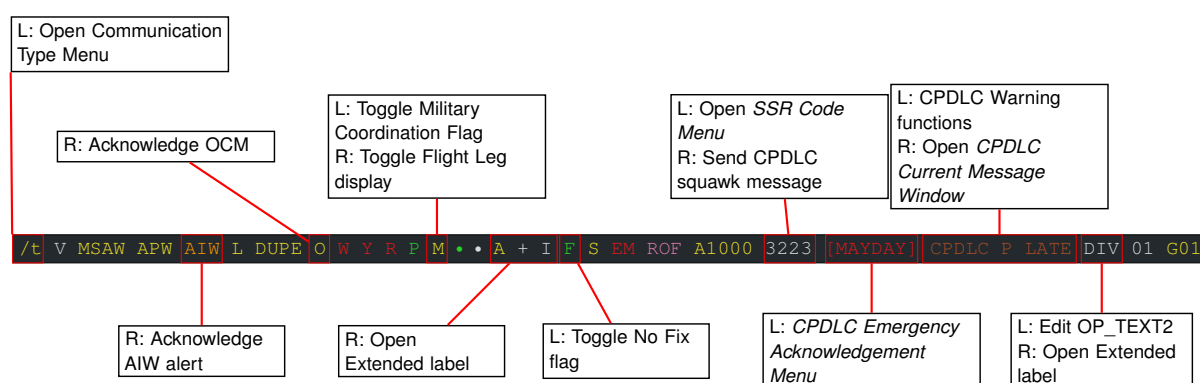 L: Open Communication
Type Menu
R: Acknowledge OCM
L: Toggle Military
Coordination Flag
R: Toggle Flight Leg
display
L: Open SSR Code
Menu
R: Send CPDLC
squawk message
L: CPDLC Warning
functions
R: Open CPDLC
Current Message
Window
/t V MSAW APW AIW L DUPE O W Y R P M • • A + I F S EM ROF A1000 3223 [MAYDAY] CPDLC P LATE DIV 01 G01
R: Acknowledge
AIW alert
R: Open
Extended label
L: Toggle No Fix
flag
L: CPDLC Emergency
Acknowledgement
Menu
L: Edit OP_TEXT2
R: Open Extended
label